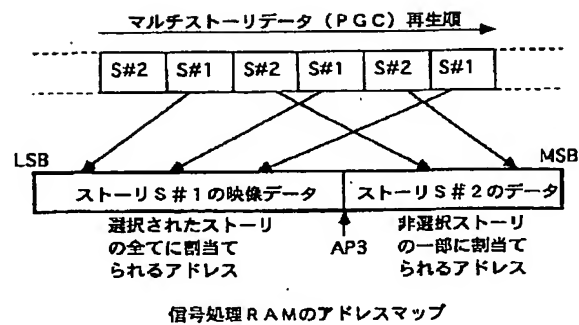 マルチストーリデータ（PGC）再生順
S#2 S#1 S#2 S#1 S#2 S#1
LSB
MSB
ストーリS#1の映像データ
ストーリS#2のデータ
選択されたストーリ
の全てに割当て
られるアドレス
AP3
非選択ストーリ
の一部に割当て
られるアドレス
信号処理RAMのアドレスマップ